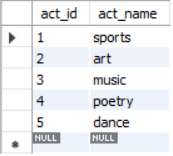 act_id act_name
1 sports
2 art
3 music
4 poetry
5 dance
NULL NULL